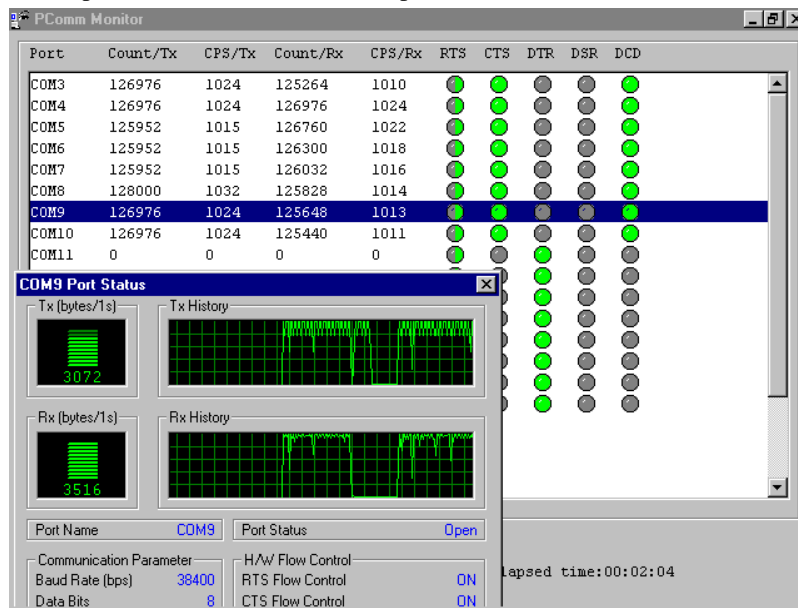 PComm Monitor
Port Count/Tx CPS/Tx Count/Rx CPS/Rx RTS CTS DTR DSR DCD
COM3 126976 1024 125264 1010
COM4 126976 1024 126976 1024
COM5 125952 1015 126760 1022
COM6 125952 1015 126300 1018
COM7 125952 1015 126032 1016
COM8 128000 1032 125828 1014
COM9 126976 1024 125648 1013
COM10 126976 1024 125440 1011
COM11 0 0 0 0
COM9 Port Status
Tx (bytes/1s) Tx History
3072
Rx (bytes/1s) Rx History
3516
Port Name COM9 Port Status Open
Communication Parameter H/W Flow Control
Baud Rate (bps) 38400 RTS Flow Control ON
lapsed time:00:02:04
Data Bits 8 CTS Flow Control ON